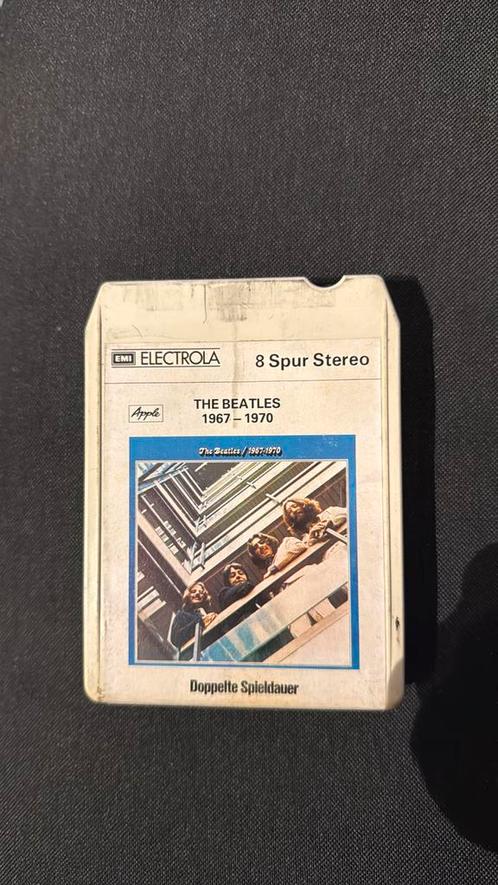 EMI ELECTROLA
8 Spur Stereo
Apple
THE BEATLES
1967 – 1970
The Beatles / 1967-1970
Doppelte Spieldauer